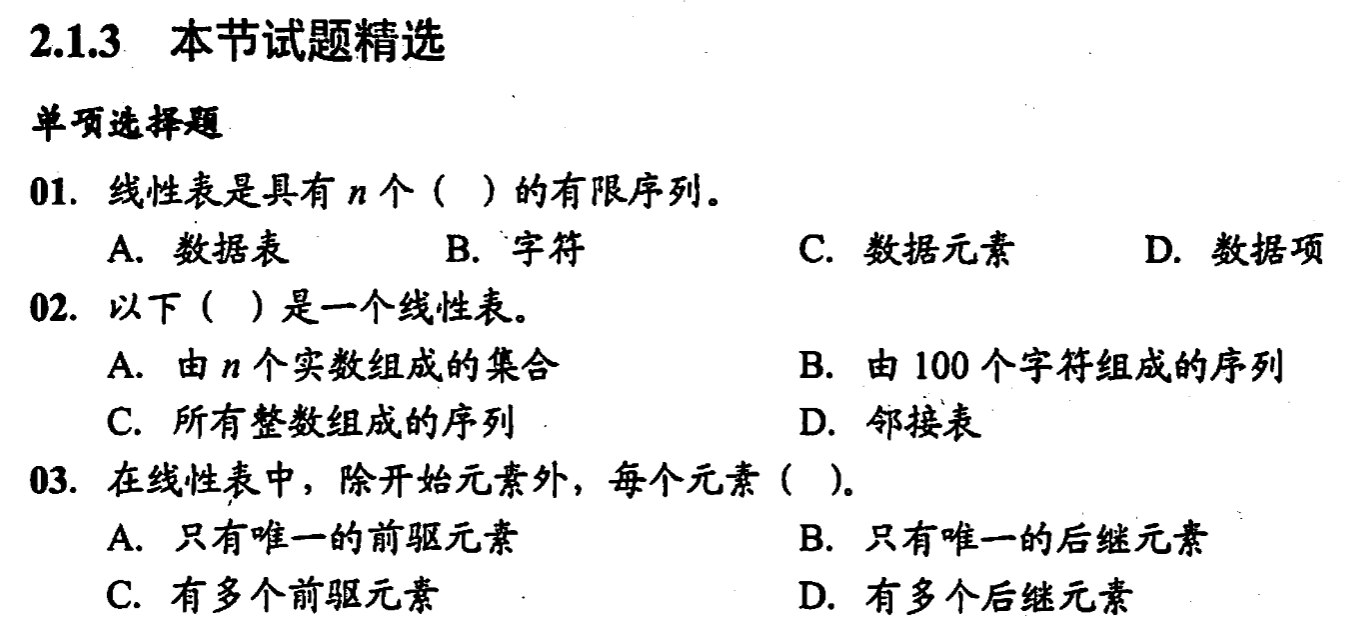 2.1.3 本节试题精选
单项选择题
01. 线性表是具有 n 个（ ）的有限序列。
A. 数据表 B. 字符 C. 数据元素 D. 数据项
02. 以下（ ）是一个线性表。
A. 由 n 个实数组成的集合 B. 由 100 个字符组成的序列
C. 所有整数组成的序列 D. 邻接表
03. 在线性表中，除开始元素外，每个元素（ ）。
A. 只有唯一的前驱元素 B. 只有唯一的后继元素
C. 有多个前驱元素 D. 有多个后继元素